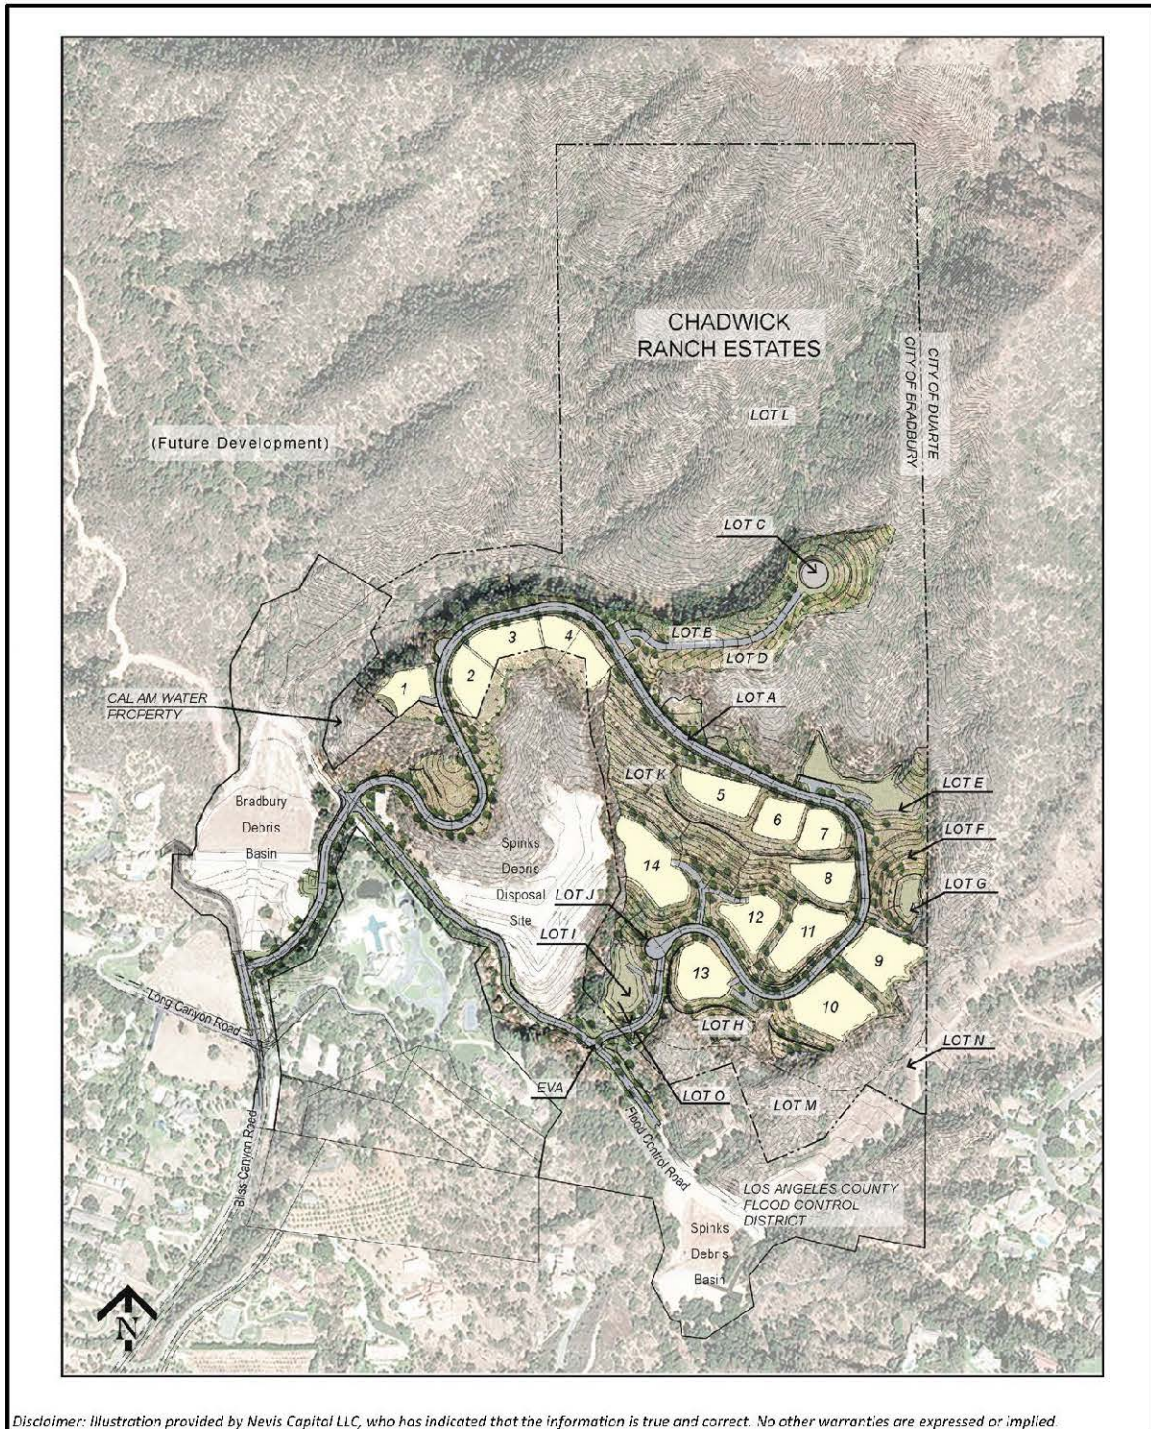 CHADWICK
RANCH ESTATES
CITY OF DUARTE
CITY OF BRADBURY
LOT L
(Future Development)
LOT C
LOT B
LOT D
3
4
2
1
CAL AM WATER
PROPERTY
LOT A
LOT K
LOT E
5
6
7
LOT F
Bradbury
Debris
Basin
Spinks
Debris
Disposal
Site
14
8
LOT G
LOT J
12
11
LOT I
9
13
10
Long Canyon Road
LOT H
LOT N
EVA
LOT O
LOT M
Flood Control Road
Bliss Canyon Road
LOS ANGELES COUNTY
FLOOD CONTROL
DISTRICT
Spinks
Debris
Basin
N
Disclaimer: Illustration provided by Nevis Capital LLC, who has indicated that the information is true and correct. No other warranties are expressed or implied.